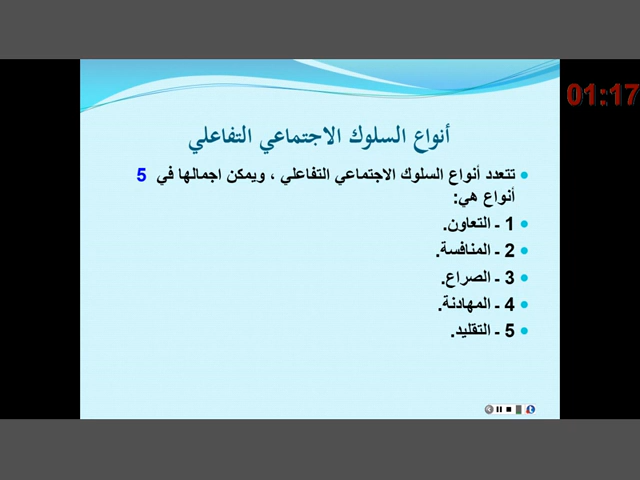 01:17
أنواع السلوك الاجتماعي التفاعلي
تتعدد أنواع السلوك الاجتماعي التفاعلي ، ويمكن اجمالها في 5
أنواع هي:
1 ـ التعاون.
2 ـ المنافسة.
3 ـ الصراع.
4 ـ المهادنة.
5 ـ التقليد.